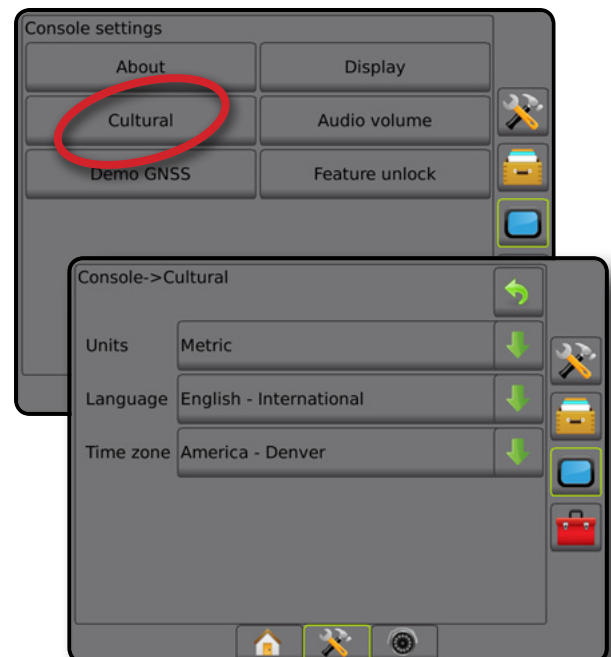 Console settings
About Display
Cultural Audio volume
Demo GNSS Feature unlock
Console->Cultural
Units Metric
Language English - International
Time zone America - Denver